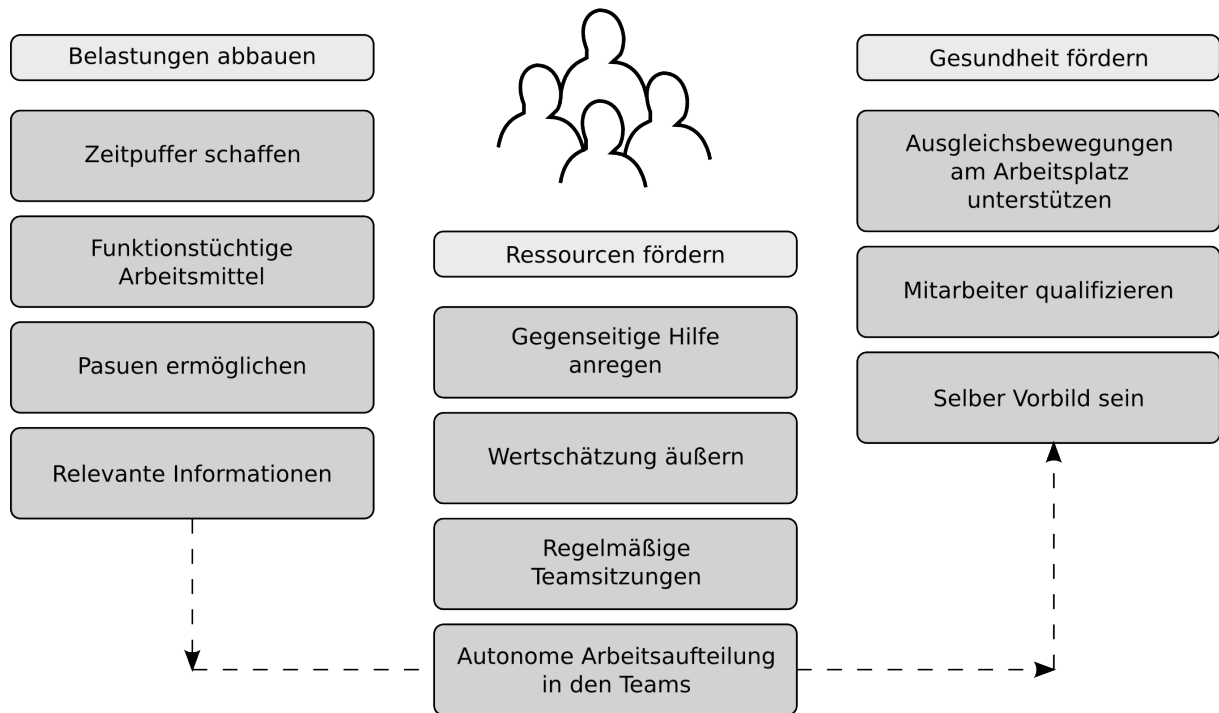 Belastungen abbauen
Zeitpuffer schaffen
Funktionstüchtige
Arbeitsmittel
Pasuen ermöglichen
Relevante Informationen
Ressourcen fördern
Gegenseitige Hilfe
anregen
Wertschätzung äußern
Regelmäßige
Teamsitzungen
Autonome Arbeitsaufteilung
in den Teams
Gesundheit fördern
Ausgleichsbewegungen
am Arbeitsplatz
unterstützen
Mitarbeiter qualifizieren
Selber Vorbild sein